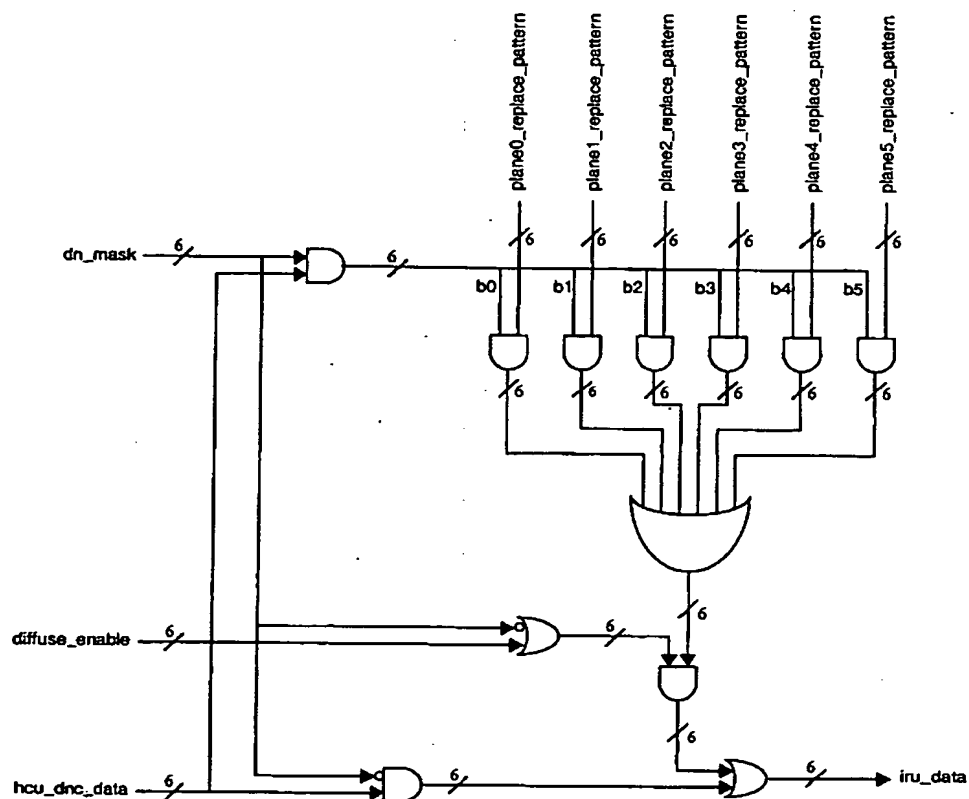 plane0_replace_pattern
plane1_replace_pattern
plane2_replace_pattern
plane3_replace_pattern
plane4_replace_pattern
plane5_replace_pattern
6 6 6 6 6 6
dn_mask 6 6
b0 b1 b2 b3 b4 b5
6 6 6 6 6 6
6
diffuse_enable 6 6
6
hcu_dnc_data 6 6 6 iru_data